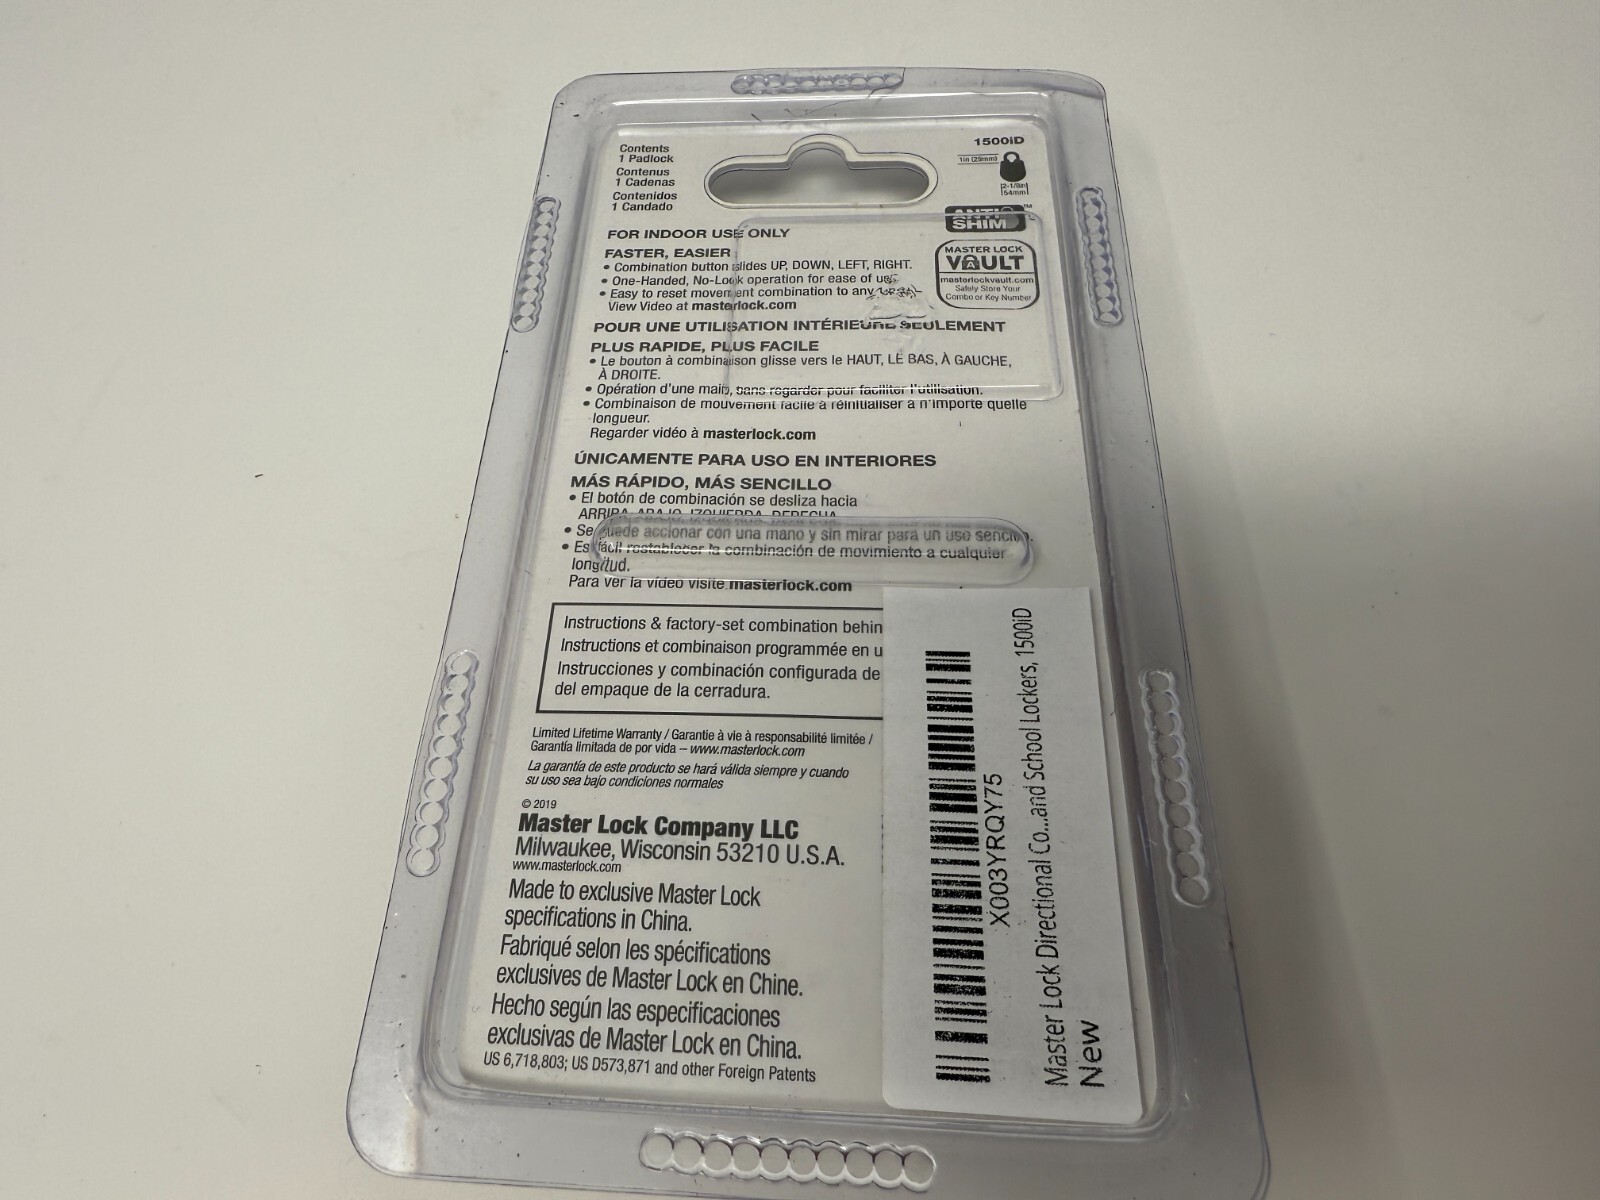 Contents
1 Padlock
Contenus
1 Cadenas
Contenidos
1 Candado
1500iD
1in (25mm)
2-1/8in
54mm
ANTI
SHIM™
MASTER LOCK
VAULT
masterlockvault.com
Safely Store Your
Combo or Key Number
FOR INDOOR USE ONLY
FASTER, EASIER
• Combination button slides UP, DOWN, LEFT, RIGHT.
• One-Handed, No-Look operation for ease of use.
• Easy to reset movement combination to any
View Video at masterlock.com
POUR UNE UTILISATION INTÉRIEURE SEULEMENT
PLUS RAPIDE, PLUS FACILE
• Le bouton à combinaison glisse vers le HAUT, LE BAS, À GAUCHE,
À DROITE.
• Opération d'une main, sans regarder pour faciliter l'utilisation.
• Combinaison de mouvement facile à réinitialiser à n'importe quelle
longueur.
Regarder vidéo à masterlock.com
ÚNICAMENTE PARA USO EN INTERIORES
MÁS RÁPIDO, MÁS SENCILLO
• El botón de combinación se desliza hacia
ARRIBA, ABAJO, IZQUIERDA, DERECHA
• Se puede accionar con una mano y sin mirar para un uso sencillo.
• Es fácil restablecer la combinación de movimiento a cualquier
longitud.
Para ver la vídeo visite masterlock.com
Instructions & factory-set combination behin
Instructions et combinaison programmée en u
Instrucciones y combinación configurada de
del empaque de la cerradura.
Limited Lifetime Warranty / Garantie à vie à responsabilité limitée /
Garantía limitada de por vida – www.masterlock.com
La garantía de este producto se hará válida siempre y cuando
su uso sea bajo condiciones normales
© 2019
Master Lock Company LLC
Milwaukee, Wisconsin 53210 U.S.A.
www.masterlock.com
Made to exclusive Master Lock
specifications in China.
Fabriqué selon les spécifications
exclusives de Master Lock en Chine.
Hecho según las especificaciones
exclusivas de Master Lock en China.
US 6,718,803; US D573,871 and other Foreign Patents
X003YRQY75
Master Lock Directional Co...and School Lockers, 1500iD
New